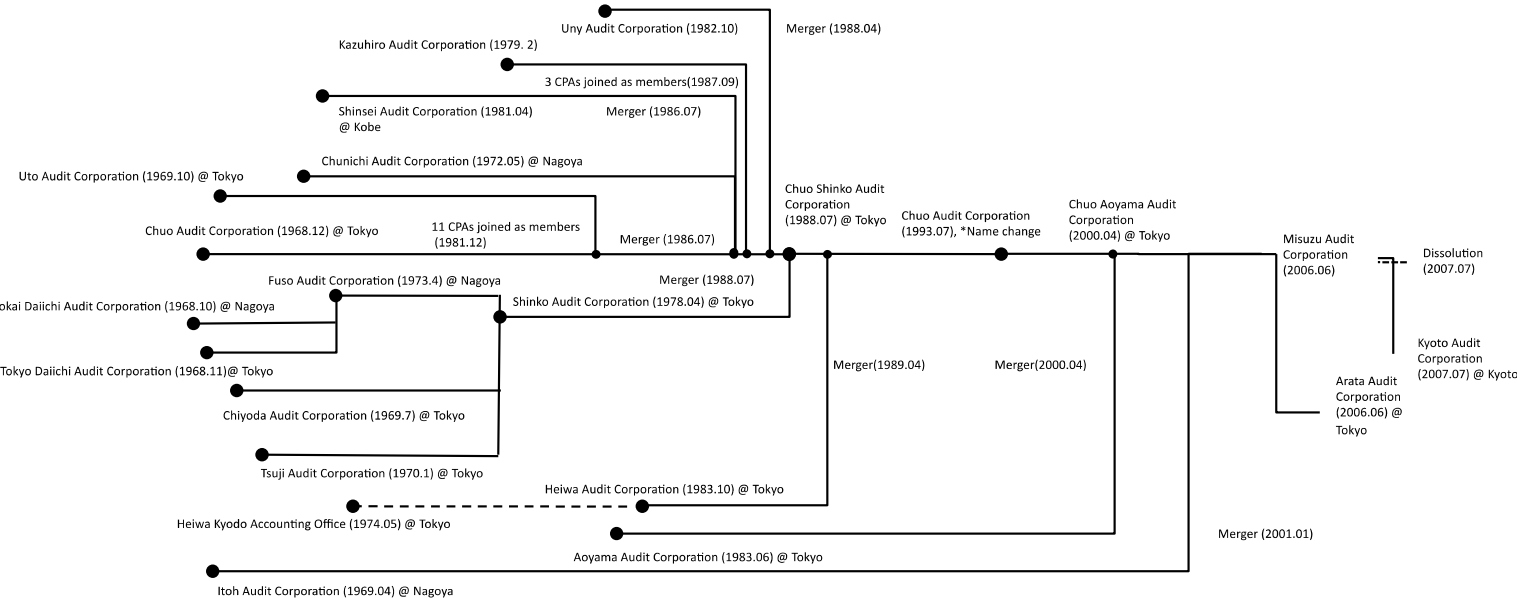 Uny Audit Corporation (1982.10)
Merger (1988.04)
Kazuhiro Audit Corporation (1979. 2)
3 CPAs joined as members(1987.09)
Shinsei Audit Corporation (1981.04)
@ Kobe
Merger (1986.07)
Chunichi Audit Corporation (1972.05) @ Nagoya
Uto Audit Corporation (1969.10) @ Tokyo
Chuo Audit Corporation (1968.12) @ Tokyo
11 CPAs joined as members
(1981.12)
Merger (1986.07)
Chuo Shinko Audit
Corporation
(1988.07) @ Tokyo
Chuo Audit Corporation
(1993.07), *Name change
Chuo Aoyama Audit
Corporation
(2000.04) @ Tokyo
Misuzu Audit
Corporation
(2006.06)
Dissolution
(2007.07)
Fuso Audit Corporation (1973.4) @ Nagoya
Merger (1988.07)
okai Daiichi Audit Corporation (1968.10) @ Nagoya
Shinko Audit Corporation (1978.04) @ Tokyo
Tokyo Daiichi Audit Corporation (1968.11)@ Tokyo
Merger(1989.04)
Merger(2000.04)
Kyoto Audit
Corporation
(2007.07) @ Kyoto
Arata Audit
Corporation
(2006.06) @
Tokyo
Chiyoda Audit Corporation (1969.7) @ Tokyo
Tsuji Audit Corporation (1970.1) @ Tokyo
Heiwa Audit Corporation (1983.10) @ Tokyo
Heiwa Kyodo Accounting Office (1974.05) @ Tokyo
Merger (2001.01)
Aoyama Audit Corporation (1983.06) @ Tokyo
Itoh Audit Corporation (1969.04) @ Nagoya